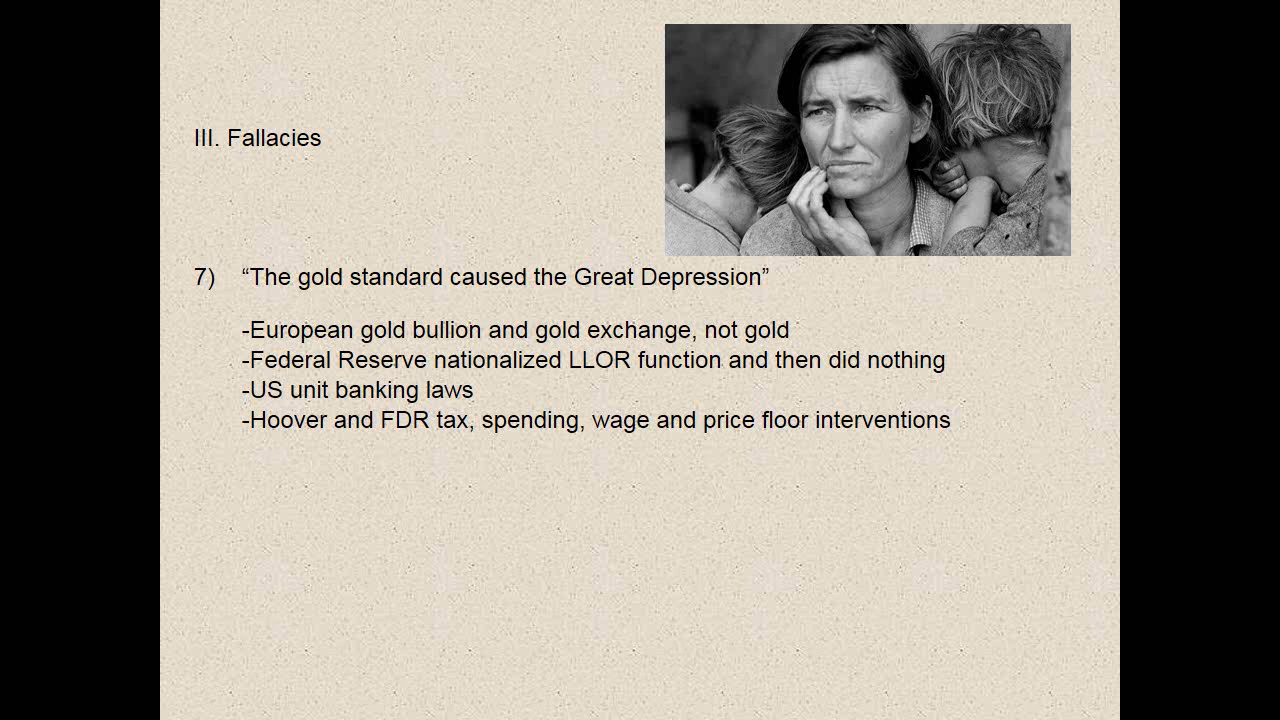 III. Fallacies
7) “The gold standard caused the Great Depression”
-European gold bullion and gold exchange, not gold
-Federal Reserve nationalized LLOR function and then did nothing
-US unit banking laws
-Hoover and FDR tax, spending, wage and price floor interventions